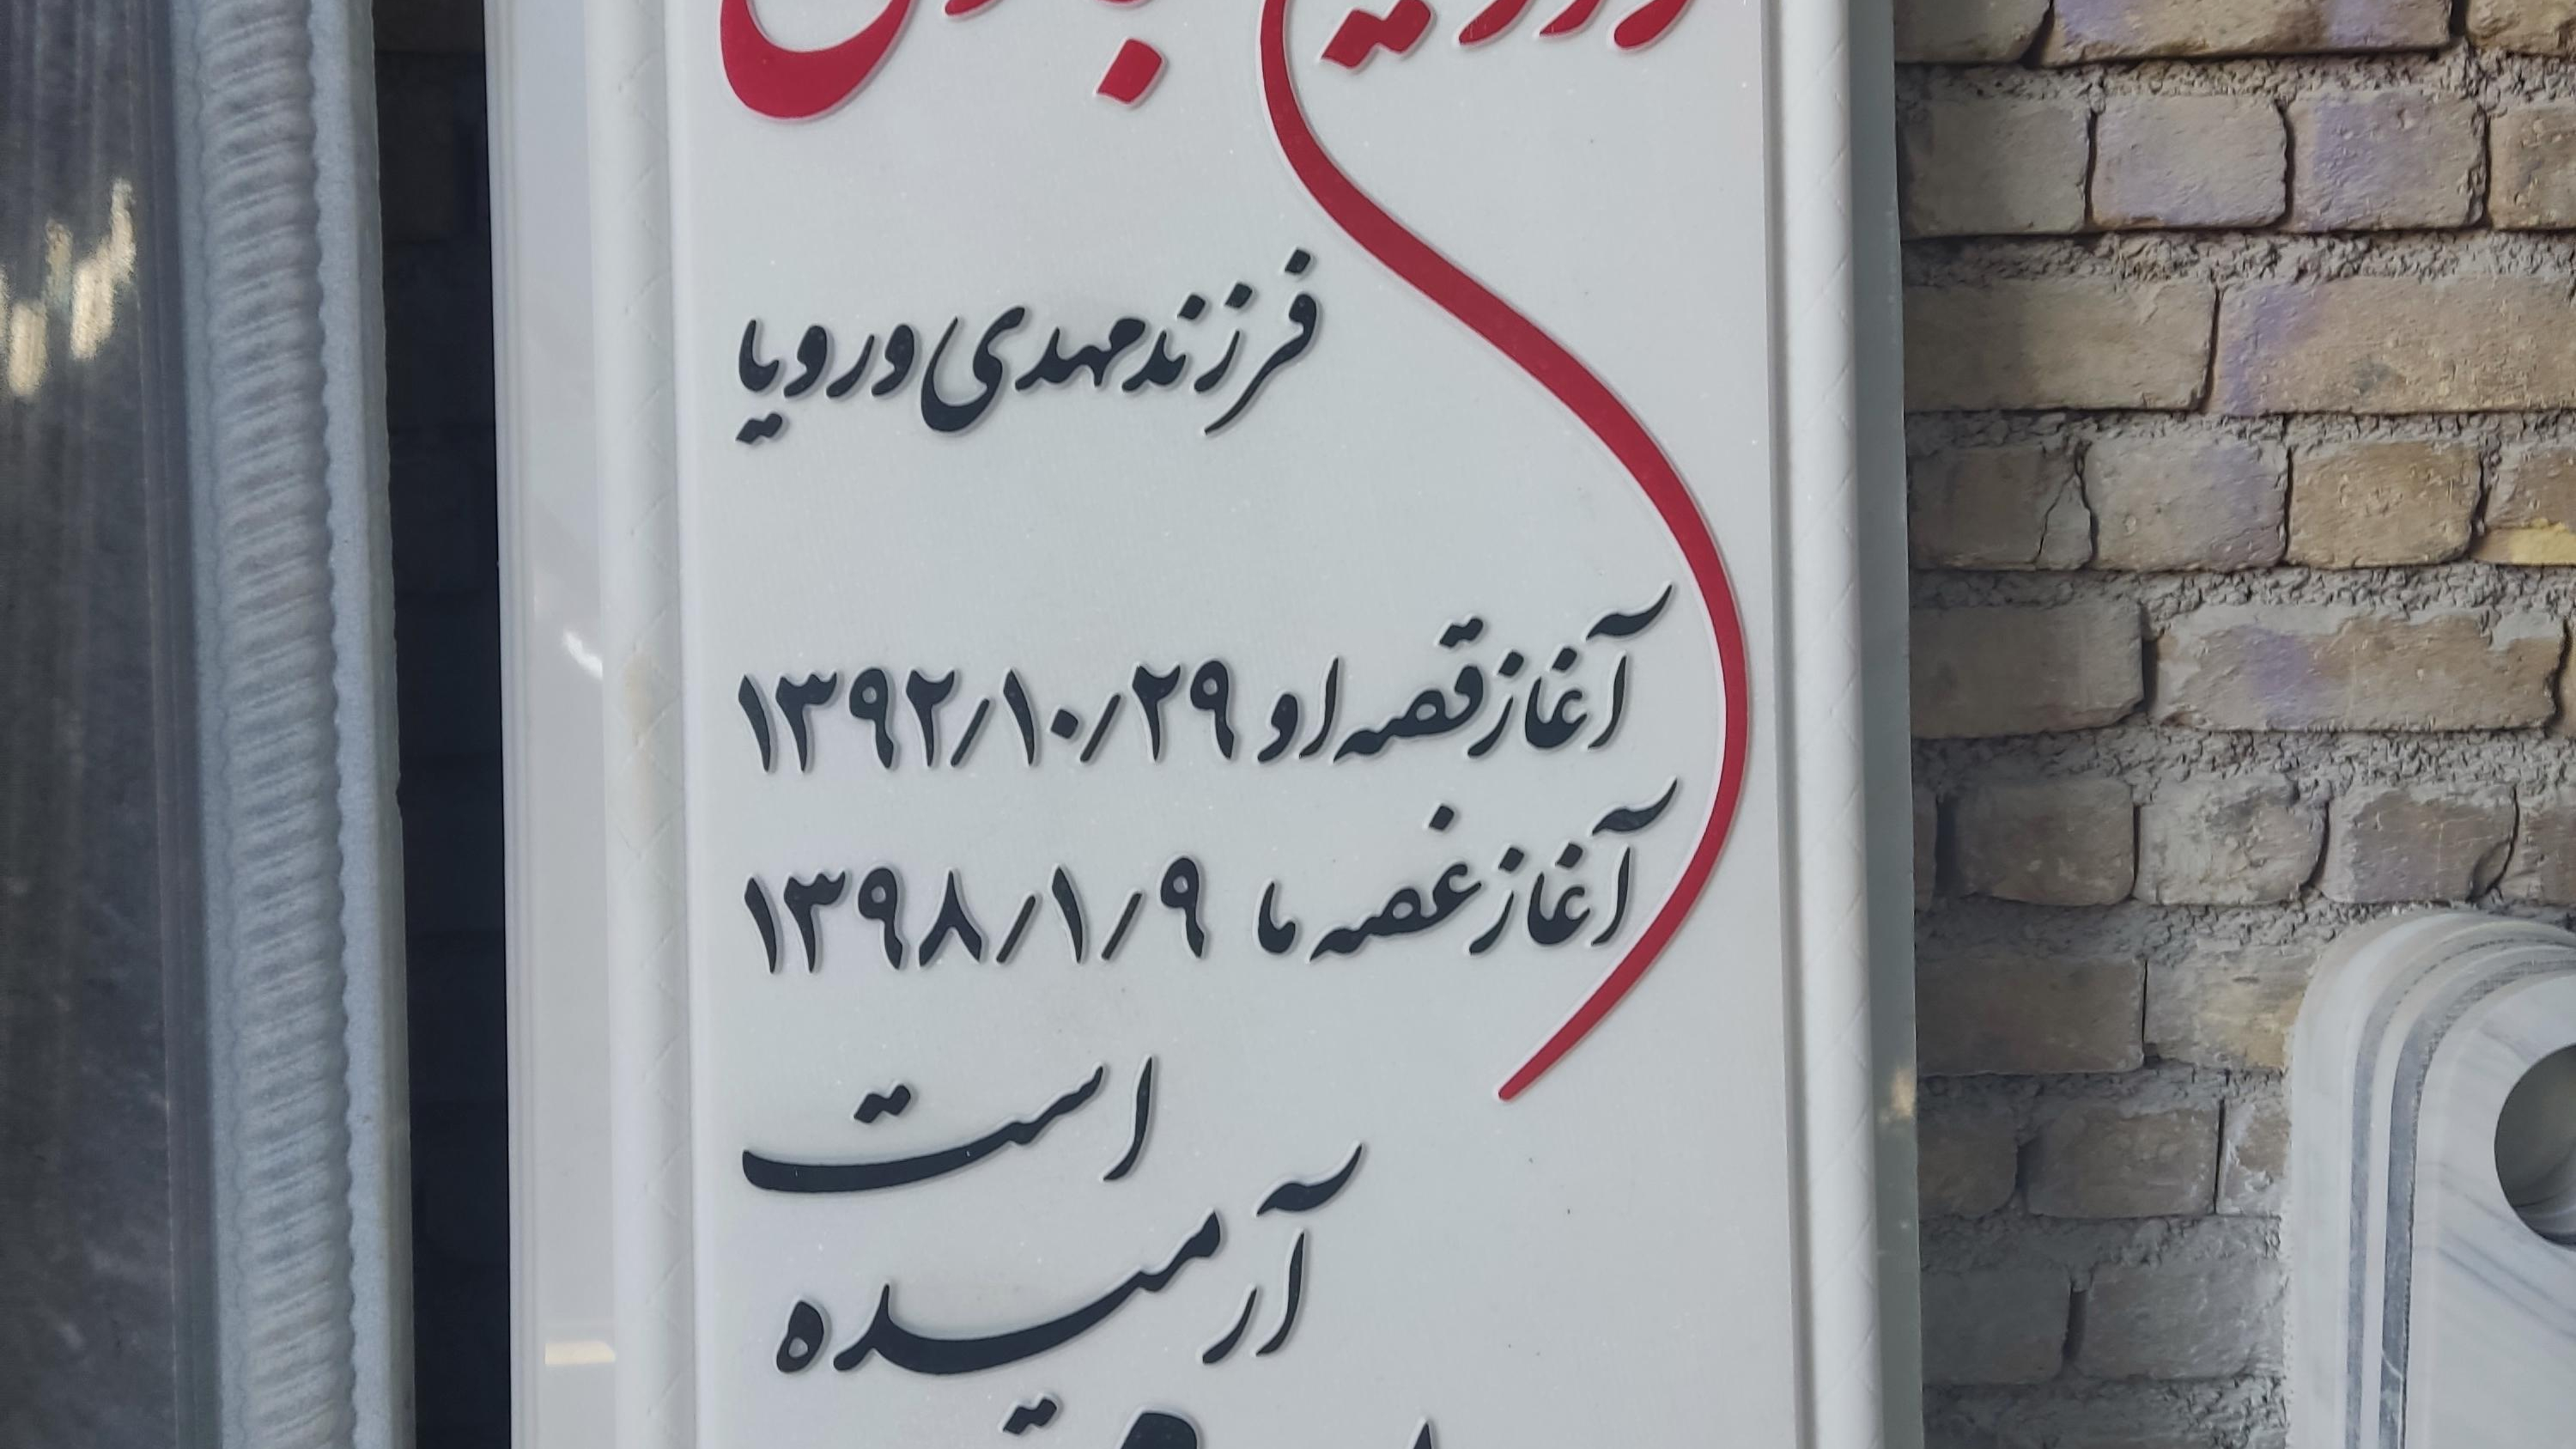 فرزند مهدی و رویا
آغاز قصه او ۱۳۹۲/۱۰/۲۹
آغاز غصه ما ۱۳۹۸/۱/۹
است
آرمیده